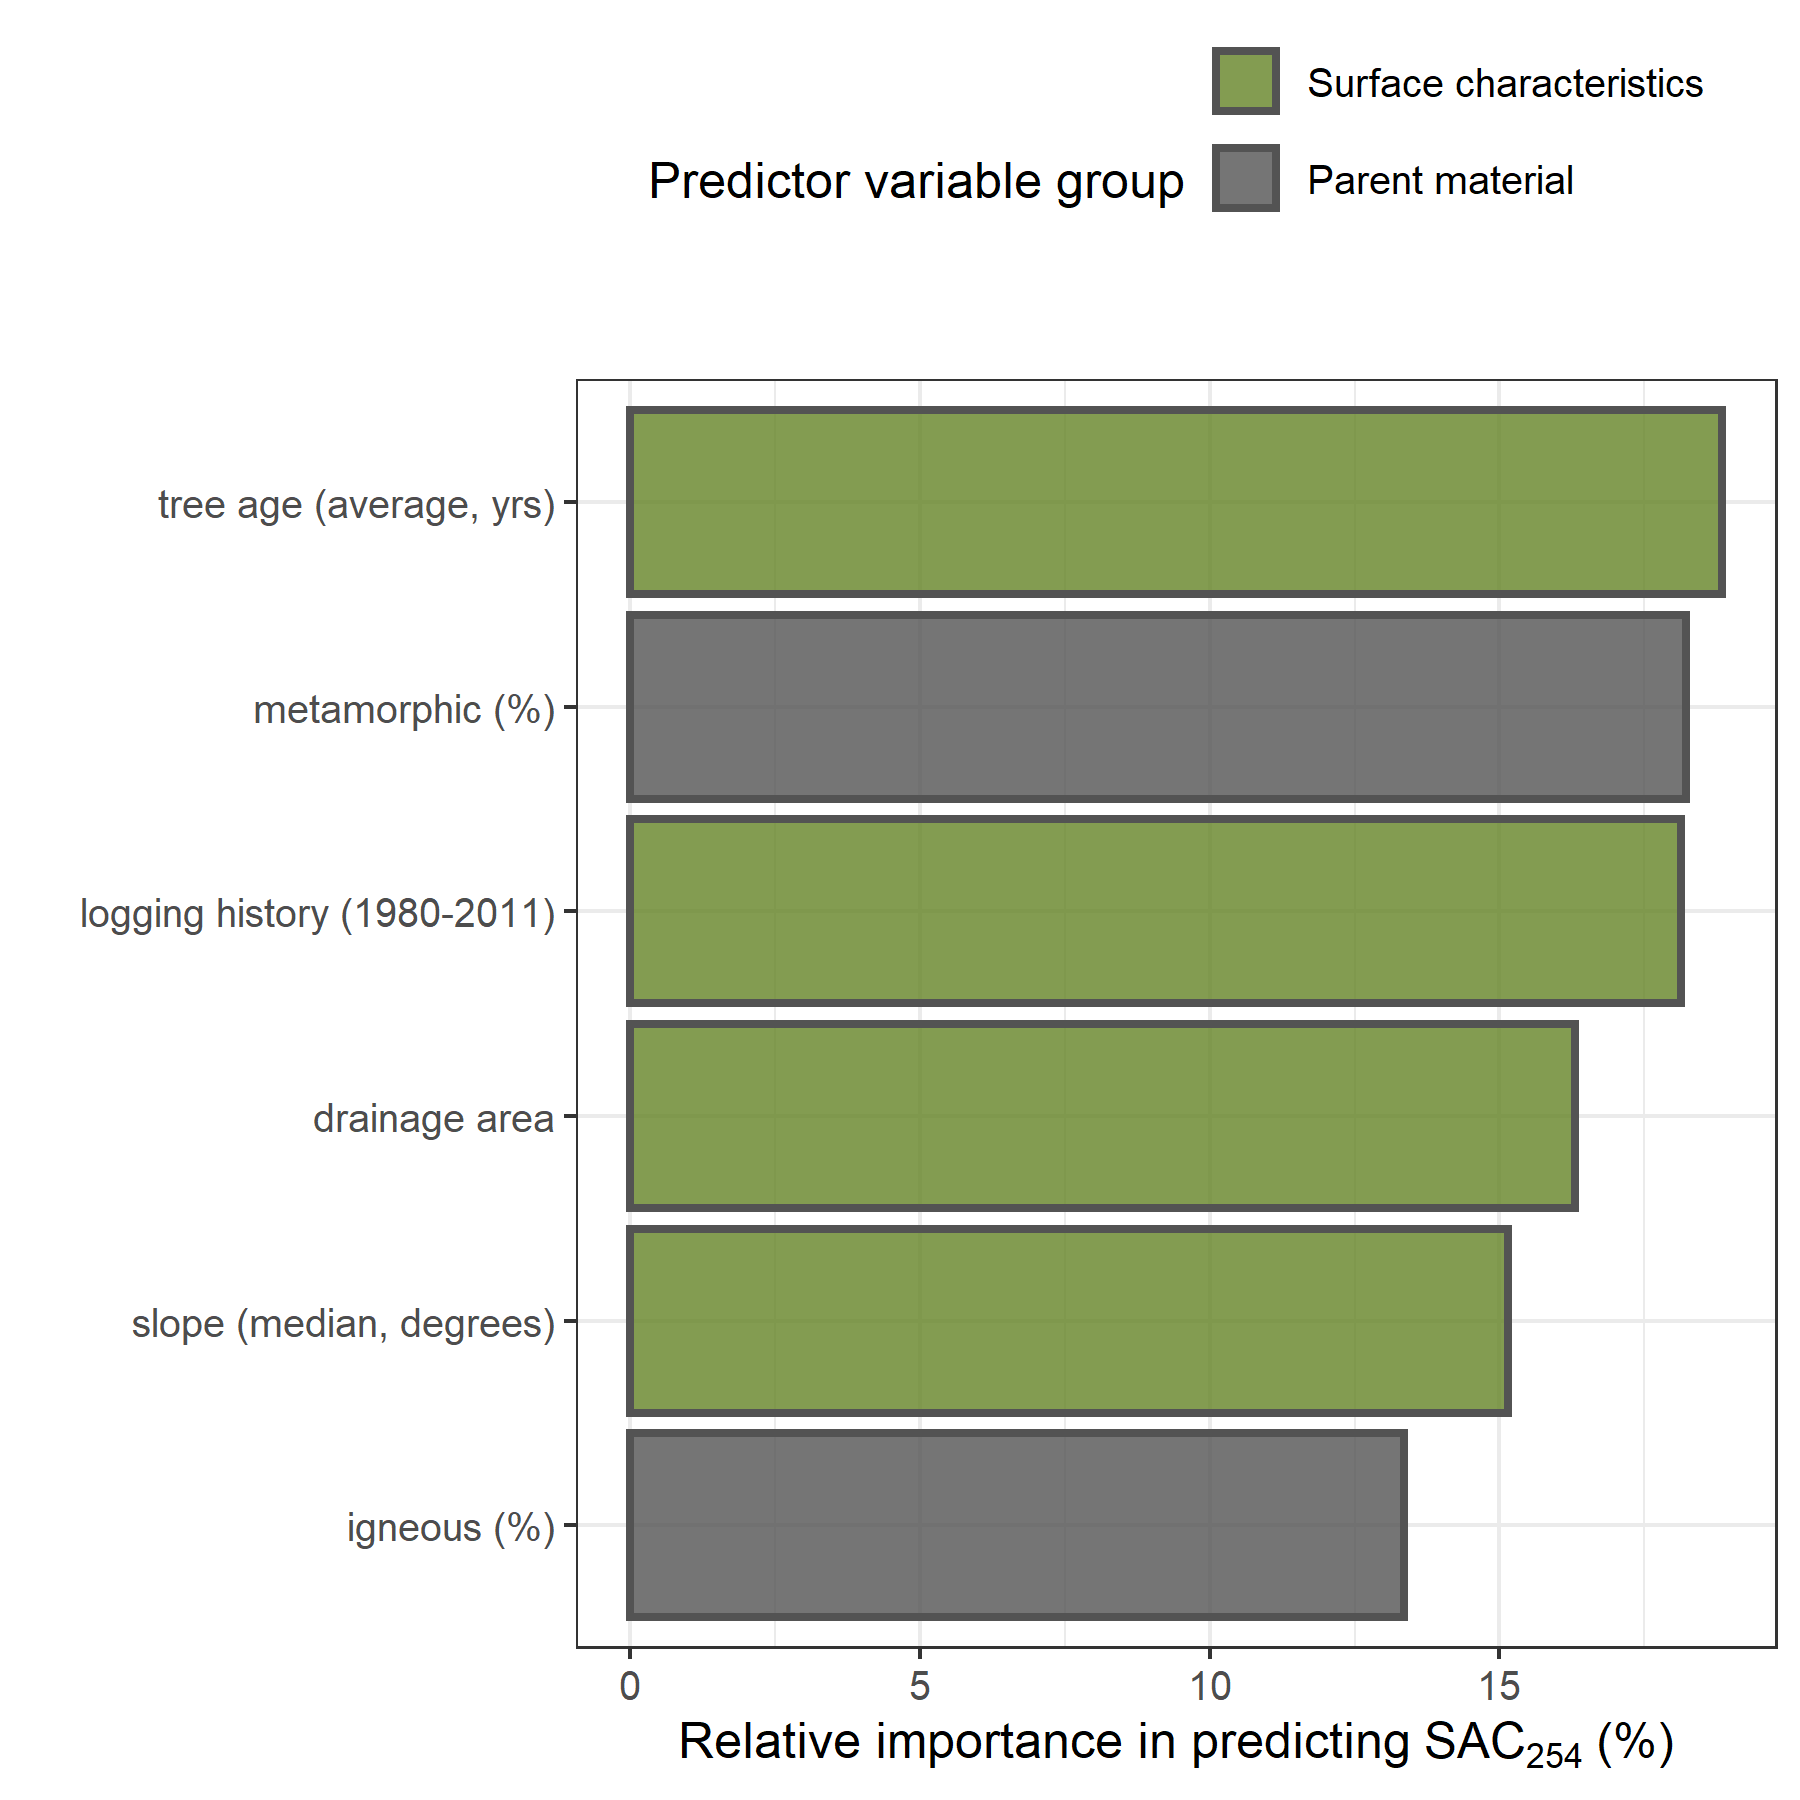 Surface characteristics
Predictor variable group
Parent material
tree age (average, yrs)
metamorphic (%)
logging history (1980-2011)
drainage area
slope (median, degrees)
igneous (%)
0 5 10 15
Relative importance in predicting SAC₂₅₄ (%)